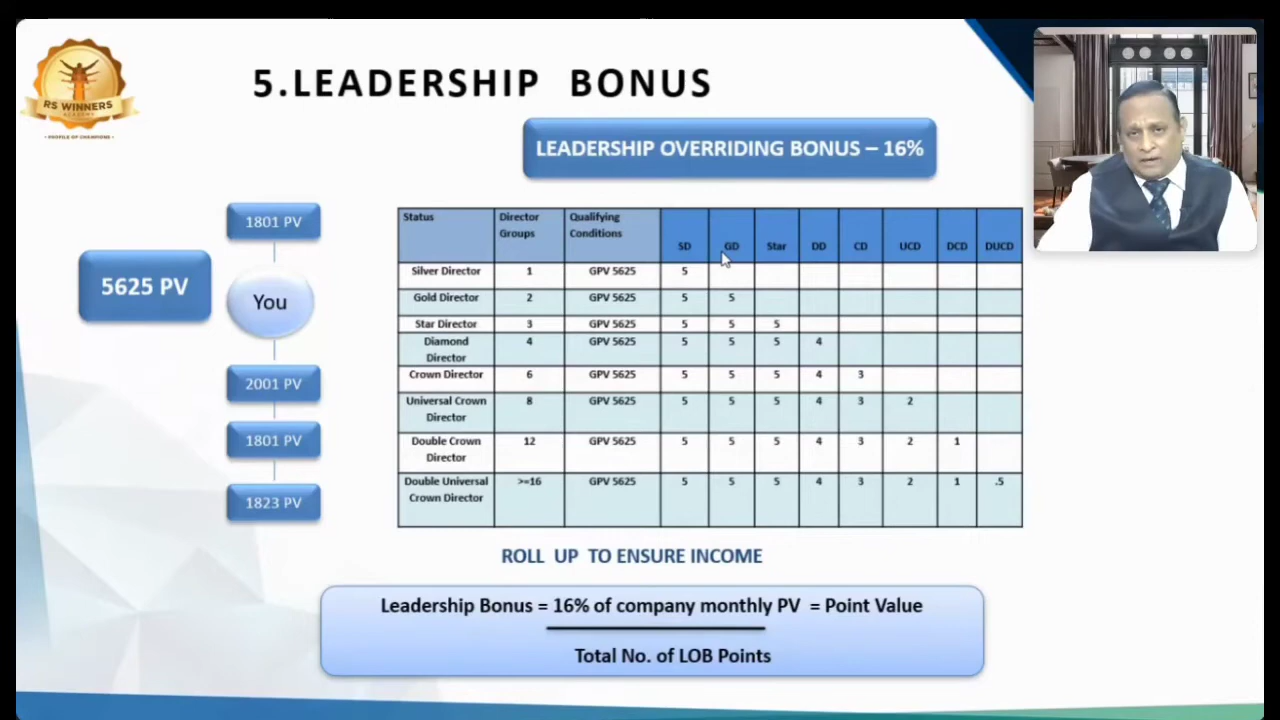 5.LEADERSHIP BONUS
RS WINNERS
ACADEMY
• PROFILE OF CHAMPIONS •
LEADERSHIP OVERRIDING BONUS – 16%
1801 PV
5625 PV
You
2001 PV
1801 PV
1823 PV
Status Director Groups Qualifying Conditions SD GD Star DD CD UCD DCD DUCD
Silver Director 1 GPV 5625 5
Gold Director 2 GPV 5625 5 5
Star Director 3 GPV 5625 5 5 5
Diamond Director 4 GPV 5625 5 5 5 4
Crown Director 6 GPV 5625 5 5 5 4 3
Universal Crown Director 8 GPV 5625 5 5 5 4 3 2
Double Crown Director 12 GPV 5625 5 5 5 4 3 2 1
Double Universal Crown Director >=16 GPV 5625 5 5 5 4 3 2 1 .5
ROLL UP TO ENSURE INCOME
Leadership Bonus = 16% of company monthly PV = Point Value
Total No. of LOB Points